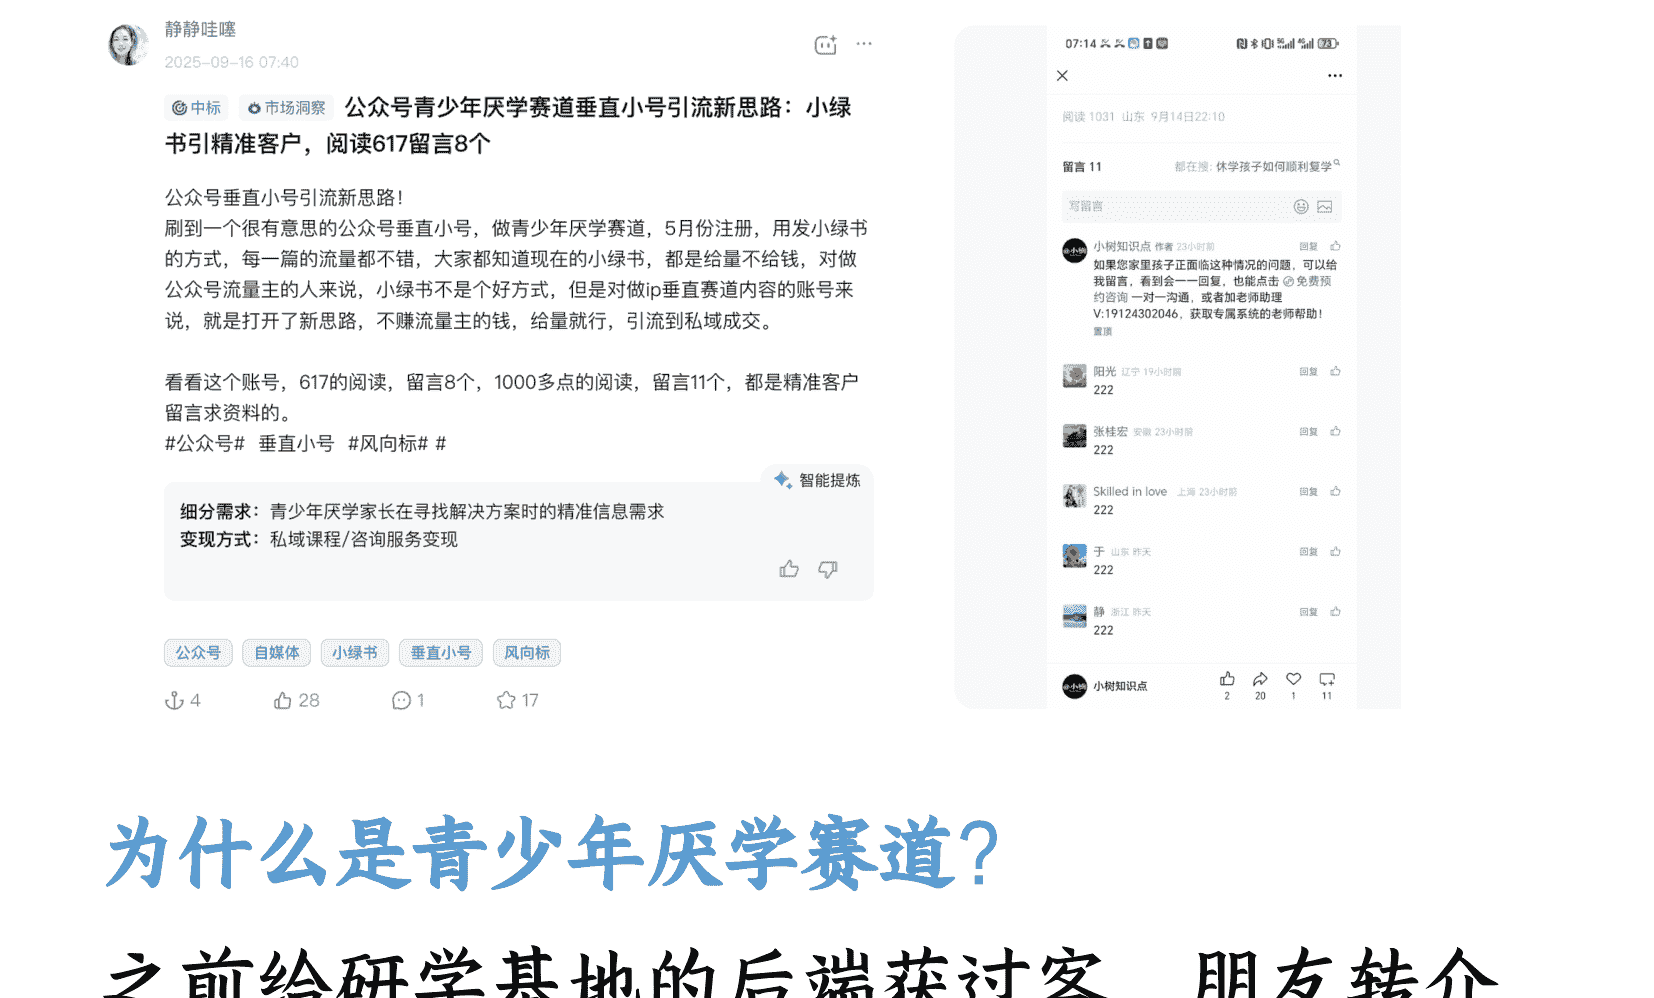 静静哇噻
2025-09-16 07:40
中标 市场洞察 公众号青少年厌学赛道垂直小号引流新思路：小绿
书引精准客户，阅读617留言8个
公众号垂直小号引流新思路！
刷到一个很有意思的公众号垂直小号，做青少年厌学赛道，5月份注册，用发小绿书
的方式，每一篇的流量都不错，大家都知道现在的小绿书，都是给量不给钱，对做
公众号流量主的人来说，小绿书不是个好方式，但是对做ip垂直赛道内容的账号来
说，就是打开了新思路，不赚流量主的钱，给量就行，引流到私域成交。
看看这个账号，617的阅读，留言8个，1000多点的阅读，留言11个，都是精准客户
留言求资料的。
#公众号# 垂直小号 #风向标# #
智能提炼
细分需求：青少年厌学家长在寻找解决方案时的精准信息需求
变现方式：私域课程/咨询服务变现
公众号 自媒体 小绿书 垂直小号 风向标
4 28 1 17
07:14 73
阅读 1031 山东 9月14日22:10
留言 11 都在搜: 休学孩子如何顺利复学
写留言
小树知识点 作者 23小时前 回复
如果您家里孩子正面临这种情况的问题，可以给
我留言，看到会一一回复，也能点击 免费预
约咨询 一对一沟通，或者加老师助理
V:19124302046，获取专属系统的老师帮助！
置顶
阳光 辽宁 19小时前 回复
222
张桂宏 安徽 23小时前 回复
222
Skilled in love 上海 23小时前 回复
222
于 山东 昨天 回复
222
静 浙江 昨天 回复
222
小树知识点 2 20 1 11
为什么是青少年厌学赛道？
之前给研学基地的后端获过客，朋友转介